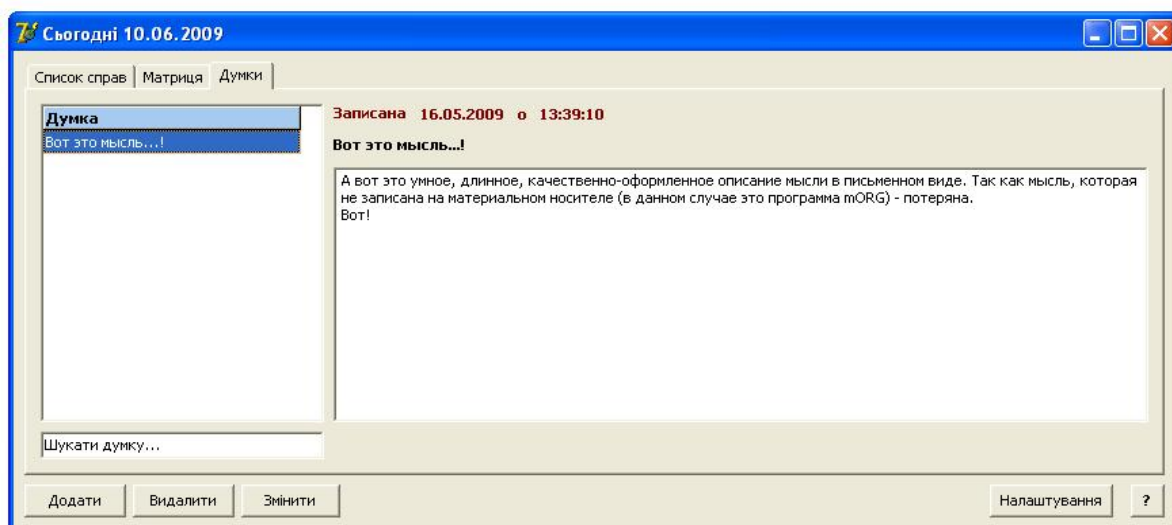 Сьогодні 10.06.2009
Список справ Матриця Думки
Думка
Вот это мысль...!
Шукати думку...
Записана 16.05.2009 о 13:39:10
Вот это мысль...!
А вот это умное, длинное, качественно-оформленное описание мысли в письменном виде. Так как мысль, которая
не записана на материальном носителе (в данном случае это программа mORG) - потеряна.
Вот!
Додати Видалити Змінити Налаштування ?